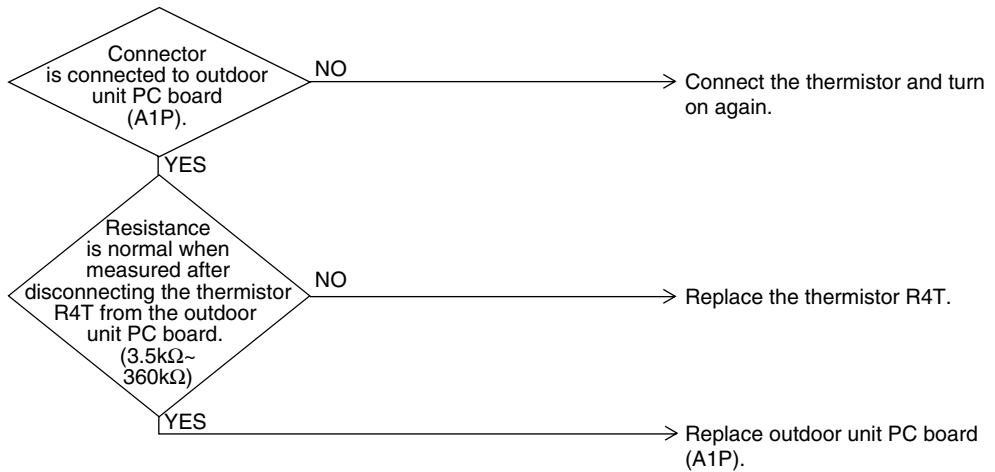 Connector
is connected to outdoor
unit PC board
(A1P).
NO
Connect the thermistor and turn
on again.
YES
Resistance
is normal when
measured after
disconnecting the thermistor
R4T from the outdoor
unit PC board.
(3.5kΩ~
360kΩ)
NO
Replace the thermistor R4T.
YES
Replace outdoor unit PC board
(A1P).